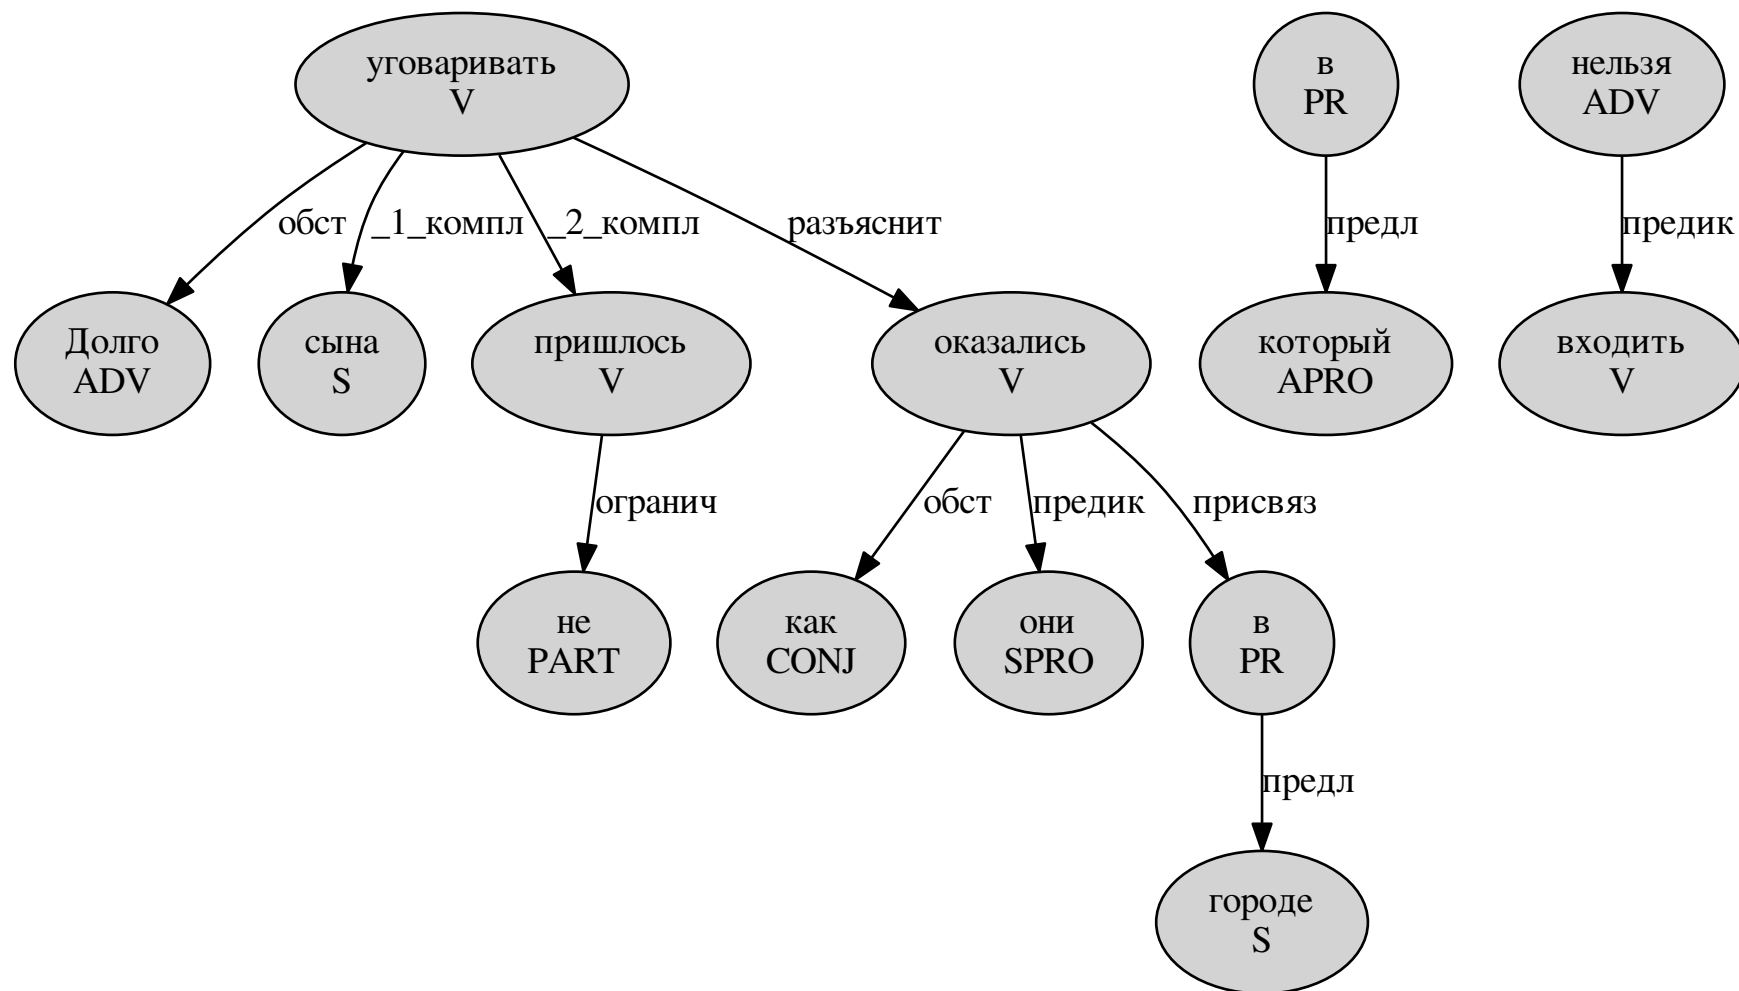 уговаривать
V
в
PR
нельзя
ADV
обст
_1_компл
_2_компл
разъяснит
предл
предик
Долго
ADV
сына
S
пришлось
V
оказались
V
который
APRO
входить
V
огранич
обст
предик
присвяз
не
PART
как
CONJ
они
SPRO
в
PR
предл
городе
S